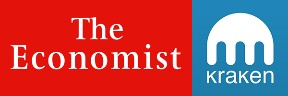 The
Economist
kraken